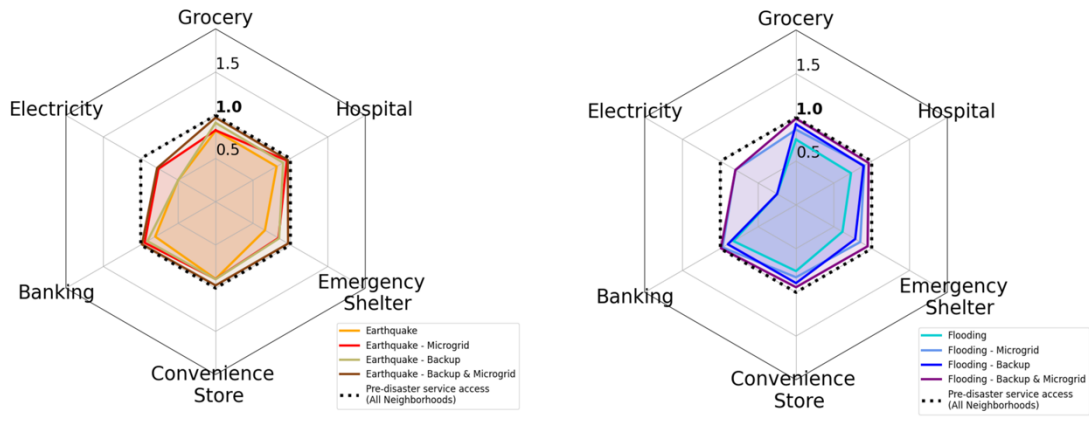 Grocery
1.5
Electricity
1.0
Hospital
0.5
Banking
Emergency
Shelter
Convenience
Store
Earthquake
Earthquake - Microgrid
Earthquake - Backup
Earthquake - Backup & Microgrid
Pre-disaster service access
(All Neighborhoods)
Grocery
1.5
Electricity
1.0
Hospital
0.5
Banking
Emergency
Shelter
Convenience
Store
Flooding
Flooding - Microgrid
Flooding - Backup
Flooding - Backup & Microgrid
Pre-disaster service access
(All Neighborhoods)